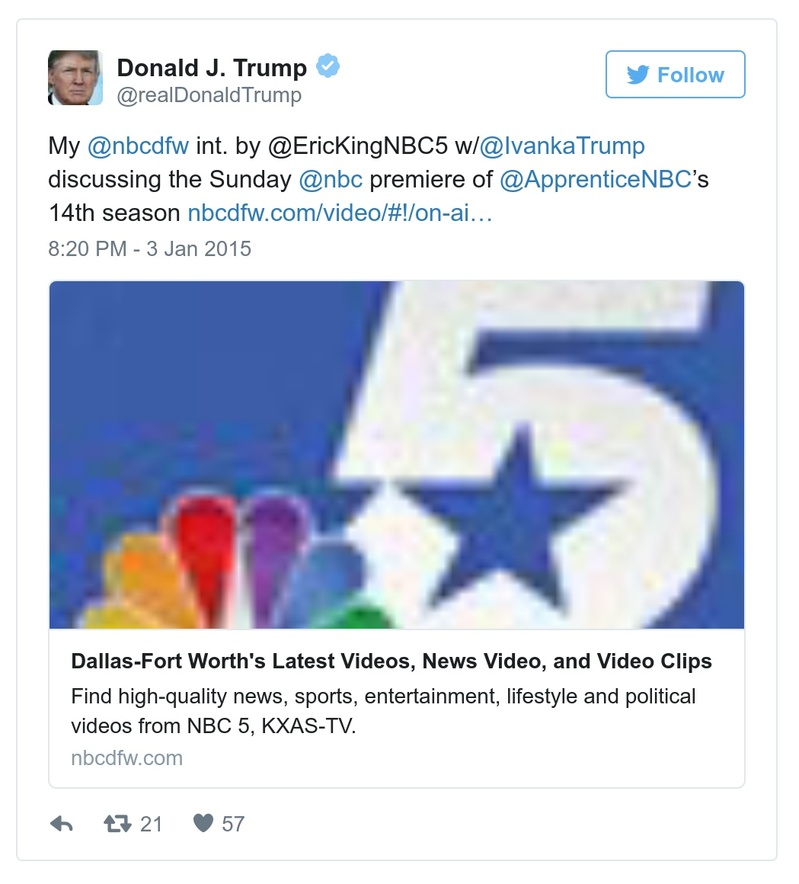 Donald J. Trump
@realDonaldTrump
Follow
My @nbcdfw int. by @EricKingNBC5 w/@IvankaTrump
discussing the Sunday @nbc premiere of @ApprenticeNBC’s
14th season nbcdfw.com/video/#!/on-ai…
8:20 PM - 3 Jan 2015
5
Dallas-Fort Worth's Latest Videos, News Video, and Video Clips
Find high-quality news, sports, entertainment, lifestyle and political
videos from NBC 5, KXAS-TV.
nbcdfw.com
21 57